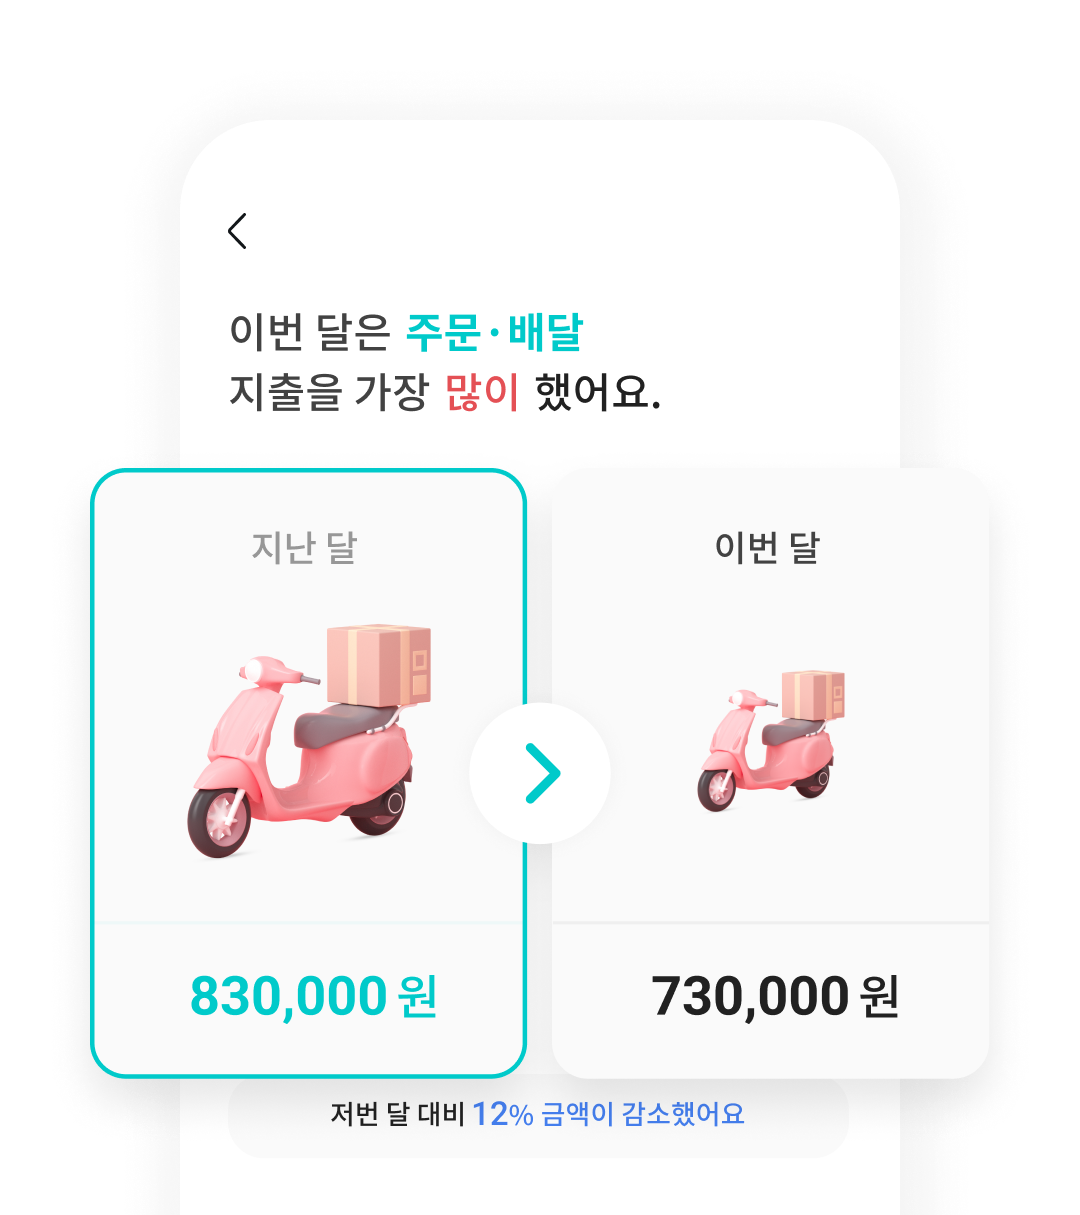 이번 달은 주문·배달
지출을 가장 많이 했어요.
지난 달
이번 달
830,000 원
730,000 원
저번 달 대비 12% 금액이 감소했어요